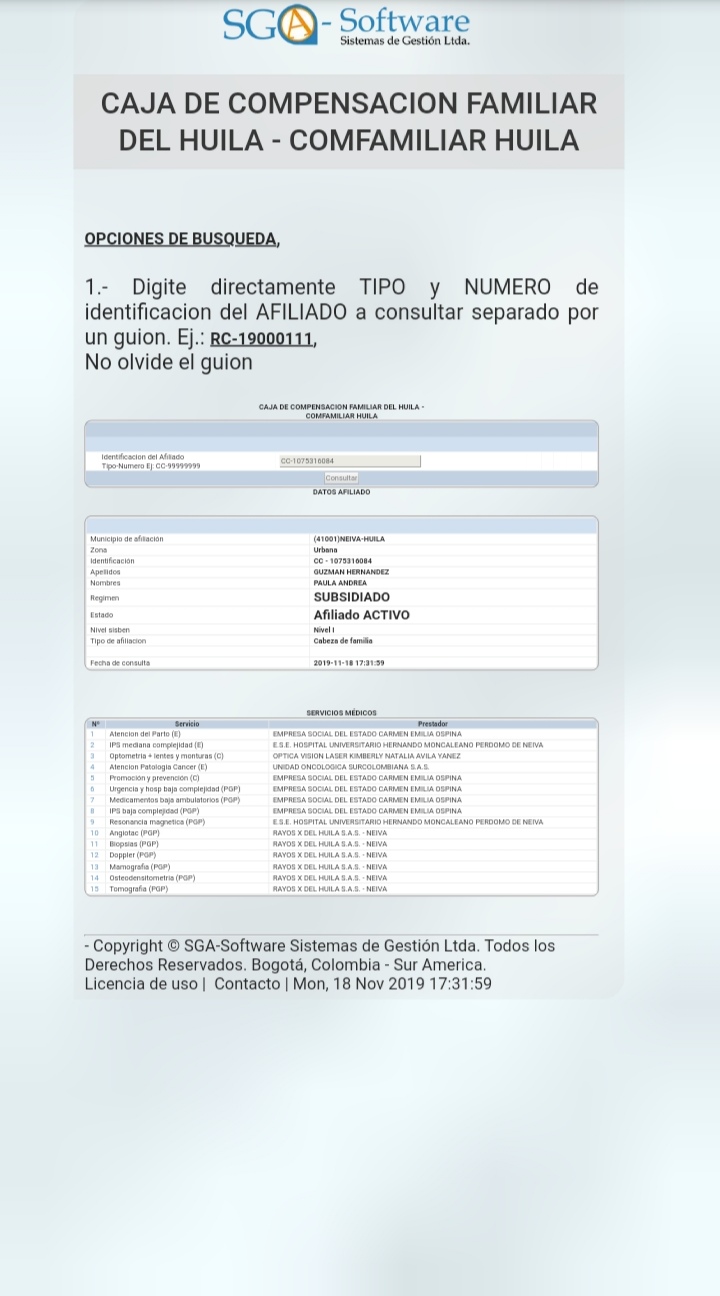 SGA - Software
Sistemas de Gestión Ltda.
CAJA DE COMPENSACION FAMILIAR
DEL HUILA - COMFAMILIAR HUILA
OPCIONES DE BUSQUEDA,
1.- Digite directamente TIPO y NUMERO de
identificacion del AFILIADO a consultar separado por
un guion. Ej.: RC-19000111,
No olvide el guion
CAJA DE COMPENSACION FAMILIAR DEL HUILA -
COMFAMILIAR HUILA
Identificacion del Afiliado
Tipo-Numero Ej: CC-99999999
CC-1075316084
Consultar
DATOS AFILIADO
Municipio de afiliación (41001)NEIVA-HUILA
Zona Urbana
Identificación CC - 1075316084
Apellidos GUZMAN HERNANDEZ
Nombres PAULA ANDREA
Regimen SUBSIDIADO
Estado Afiliado ACTIVO
Nivel sisben Nivel I
Tipo de afiliacion Cabeza de familia
Fecha de consulta 2019-11-18 17:31:59
SERVICIOS MÉDICOS
Nº Servicio Prestador
1 Atencion del Parto (E) EMPRESA SOCIAL DEL ESTADO CARMEN EMILIA OSPINA
2 IPS mediana complejidad (E) E.S.E. HOSPITAL UNIVERSITARIO HERNANDO MONCALEANO PERDOMO DE NEIVA
3 Optometria + lentes y monturas (C) OPTICA VISION LASER KIMBERLY NATALIA AVILA YANEZ
4 Atencion Patologia Cancer (E) UNIDAD ONCOLOGICA SURCOLOMBIANA S.A.S.
5 Promoción y prevención (C) EMPRESA SOCIAL DEL ESTADO CARMEN EMILIA OSPINA
6 Urgencia y hosp baja complejidad (PGP) EMPRESA SOCIAL DEL ESTADO CARMEN EMILIA OSPINA
7 Medicamentos baja ambulatorios (PGP) EMPRESA SOCIAL DEL ESTADO CARMEN EMILIA OSPINA
8 IPS baja complejidad (PGP) EMPRESA SOCIAL DEL ESTADO CARMEN EMILIA OSPINA
9 Resonancia magnetica (PGP) E.S.E. HOSPITAL UNIVERSITARIO HERNANDO MONCALEANO PERDOMO DE NEIVA
10 Angiotac (PGP) RAYOS X DEL HUILA S.A.S. - NEIVA
11 Biopsias (PGP) RAYOS X DEL HUILA S.A.S. - NEIVA
12 Doppler (PGP) RAYOS X DEL HUILA S.A.S. - NEIVA
13 Mamografia (PGP) RAYOS X DEL HUILA S.A.S. - NEIVA
14 Osteodensitometria (PGP) RAYOS X DEL HUILA S.A.S. - NEIVA
15 Tomografia (PGP) RAYOS X DEL HUILA S.A.S. - NEIVA
- Copyright © SGA-Software Sistemas de Gestión Ltda. Todos los
Derechos Reservados. Bogotá, Colombia - Sur America.
Licencia de uso | Contacto | Mon, 18 Nov 2019 17:31:59